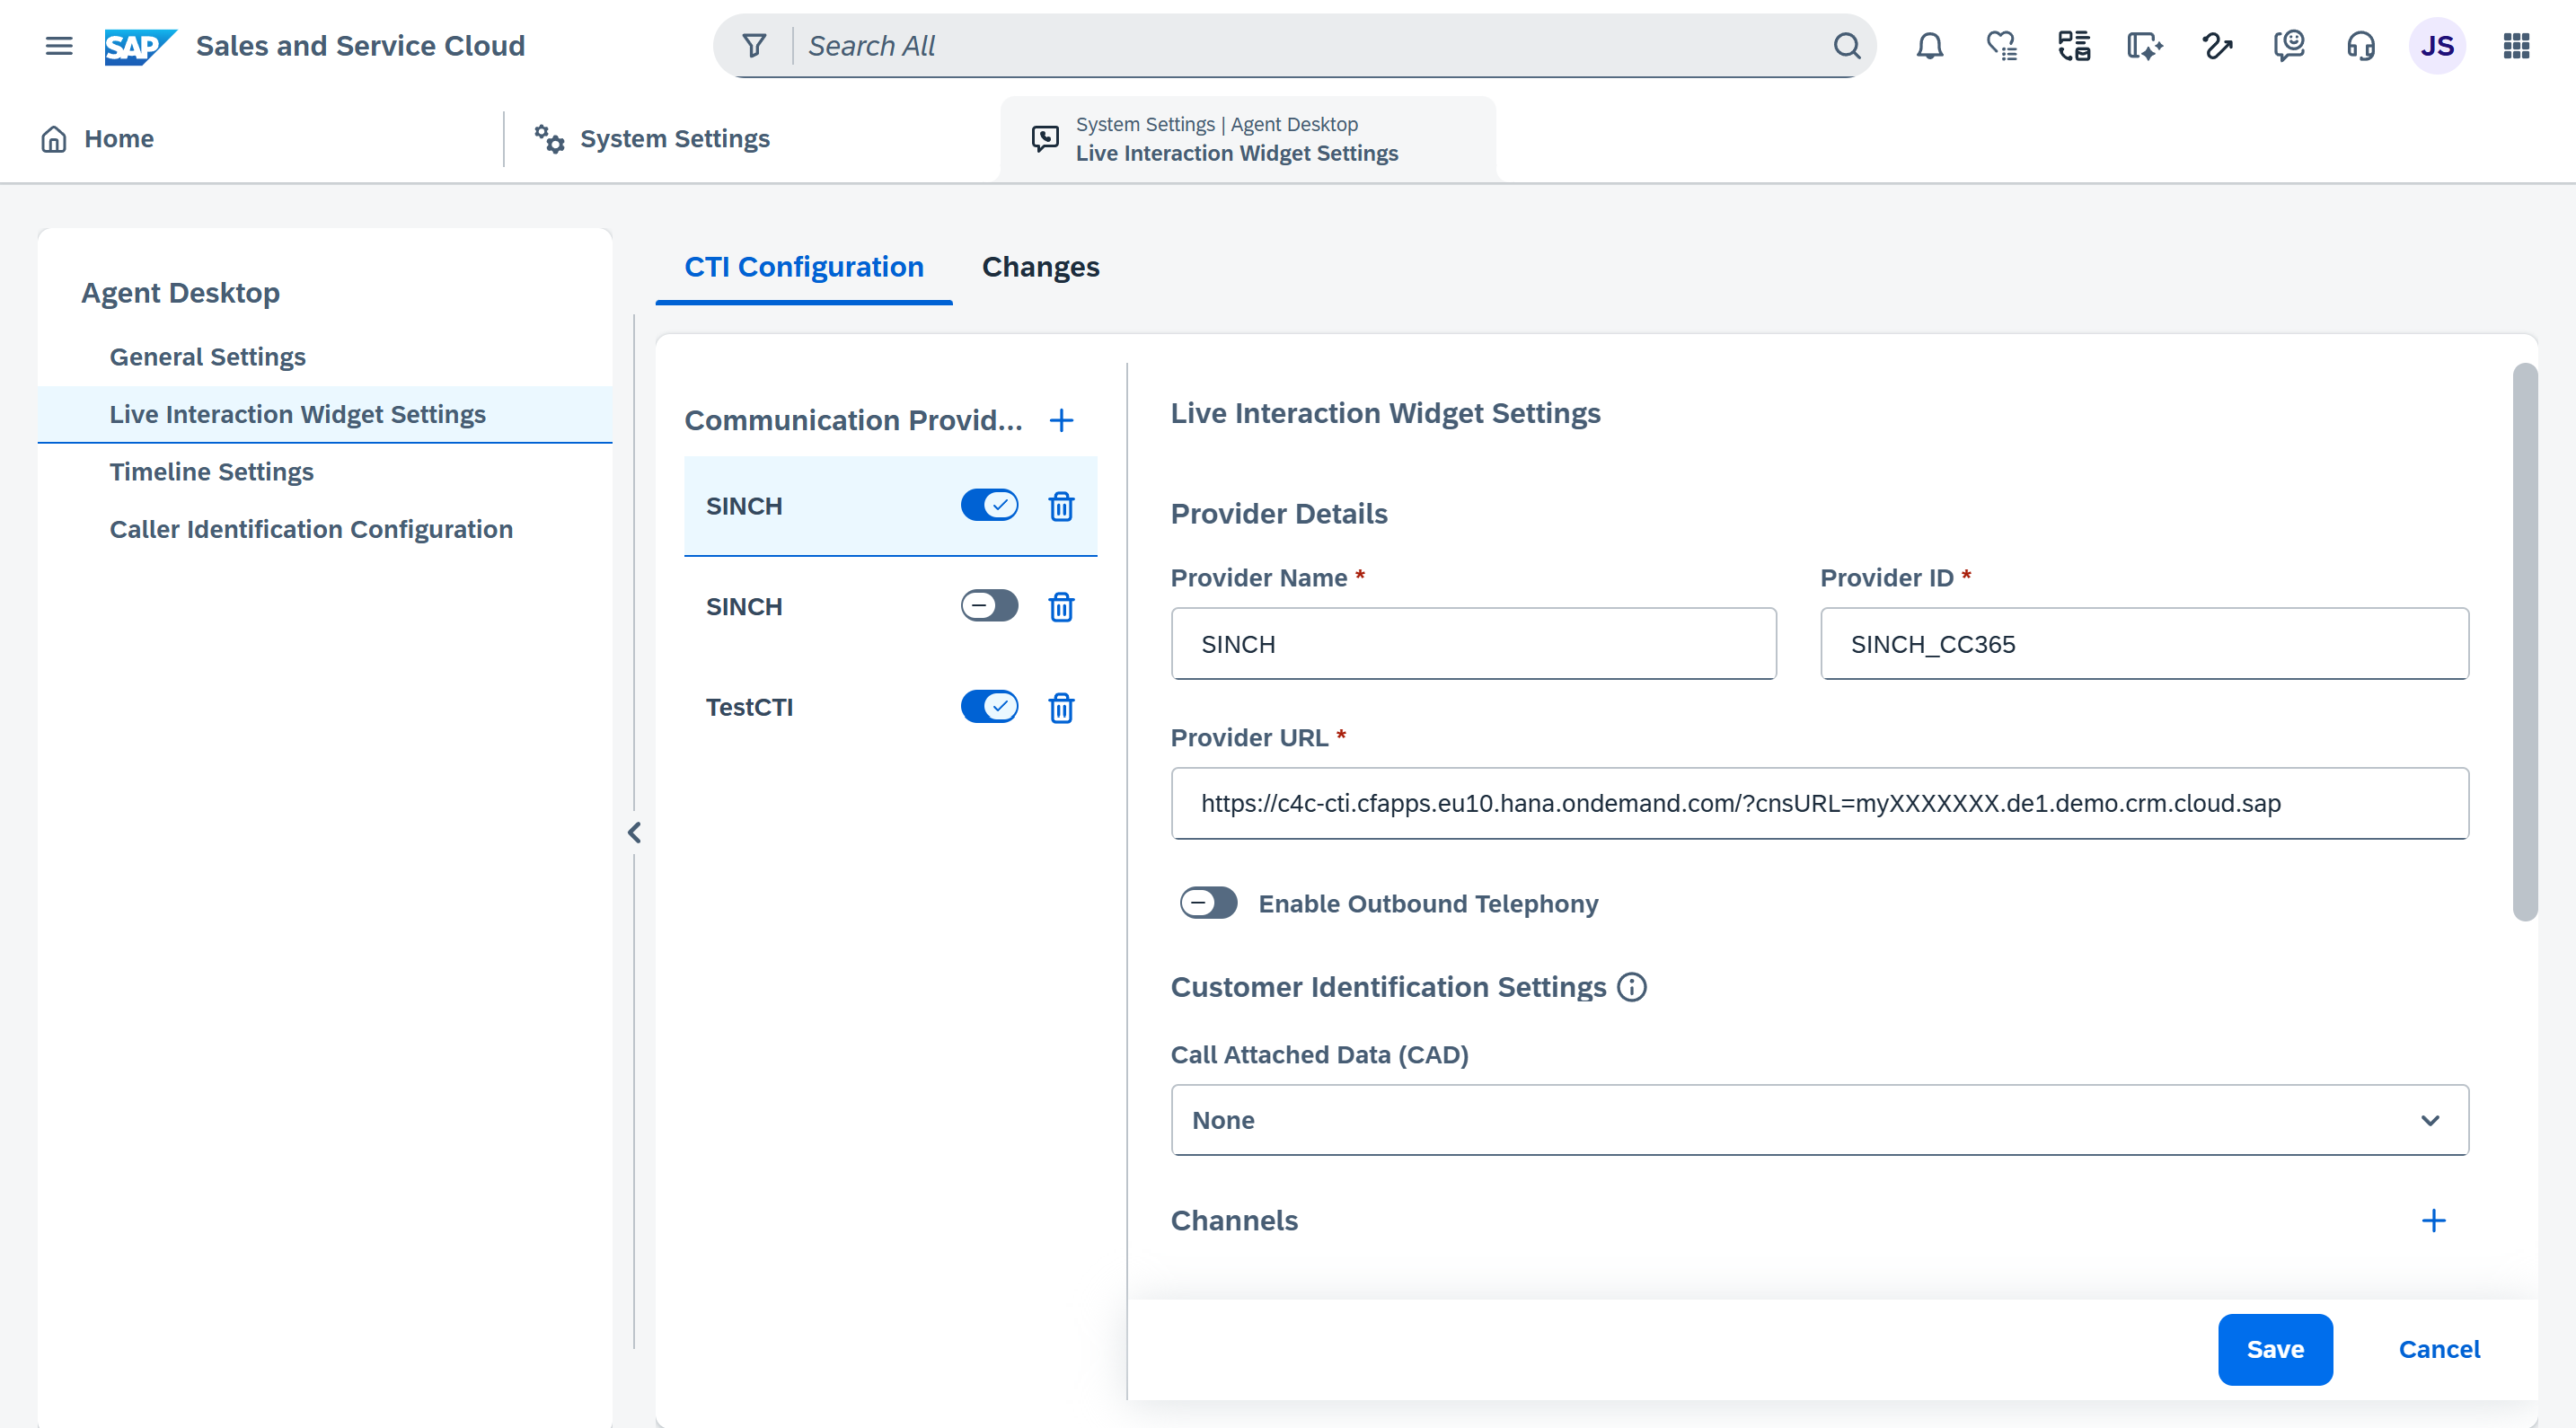 SAP Sales and Service Cloud
Search All
JS
Home
System Settings
System Settings | Agent Desktop
Live Interaction Widget Settings
Agent Desktop
General Settings
Live Interaction Widget Settings
Timeline Settings
Caller Identification Configuration
CTI Configuration
Changes
Communication Provid...
SINCH
SINCH
TestCTI
Live Interaction Widget Settings
Provider Details
Provider Name *
Provider ID *
SINCH
SINCH_CC365
Provider URL *
https://c4c-cti.cfapps.eu10.hana.ondemand.com/?cnsURL=myXXXXXXX.de1.demo.crm.cloud.sap
Enable Outbound Telephony
Customer Identification Settings
Call Attached Data (CAD)
None
Channels
Save
Cancel